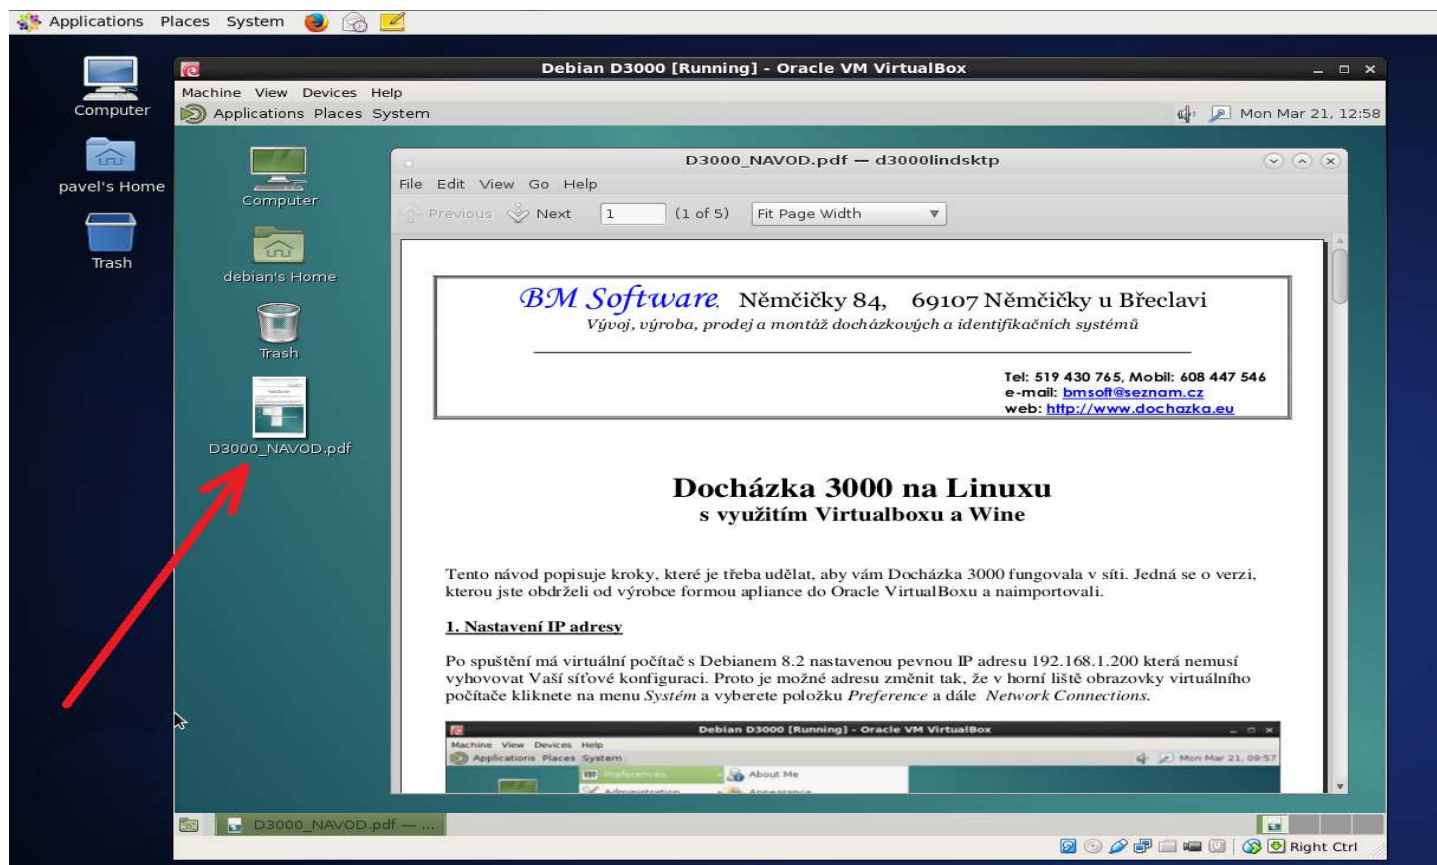 Applications Places System
Debian D3000 [Running] - Oracle VM VirtualBox
Machine View Devices Help
Applications Places System
Mon Mar 21, 12:58
Computer
pavel's Home
Trash
Computer
debian's Home
Trash
D3000_NAVOD.pdf
D3000_NAVOD.pdf — d3000lindsktp
File Edit View Go Help
Previous Next 1 (1 of 5) Fit Page Width
BM Software, Němčičky 84, 69107 Němčičky u Břeclavi
Vývoj, výroba, prodej a montáž docházkových a identifikačních systémů
Tel: 519 430 765, Mobil: 608 447 546
e-mail: bmsoft@seznam.cz
web: http://www.dochazka.eu
Docházka 3000 na Linuxu
s využitím Virtualboxu a Wine
Tento návod popisuje kroky, které je třeba udělat, aby vám Docházka 3000 fungovala v síti. Jedná se o verzi,
kterou jste obdrželi od výrobce formou apliance do Oracle VirtualBoxu a naimportovali.
1. Nastavení IP adresy
Po spuštění má virtuální počítač s Debianem 8.2 nastavenou pevnou IP adresu 192.168.1.200 která nemusí
vyhovovat Vaší síťové konfiguraci. Proto je možné adresu změnit tak, že v horní liště obrazovky virtuálního
počítače kliknete na menu Systém a vyberete položku Preference a dále Network Connections.
Debian D3000 [Running] - Oracle VM VirtualBox
Machine View Devices Help
Applications Places System
Mon Mar 21, 09:57
Preferences About Me
Administration Appearance
D3000_NAVOD.pdf — ...
Right Ctrl